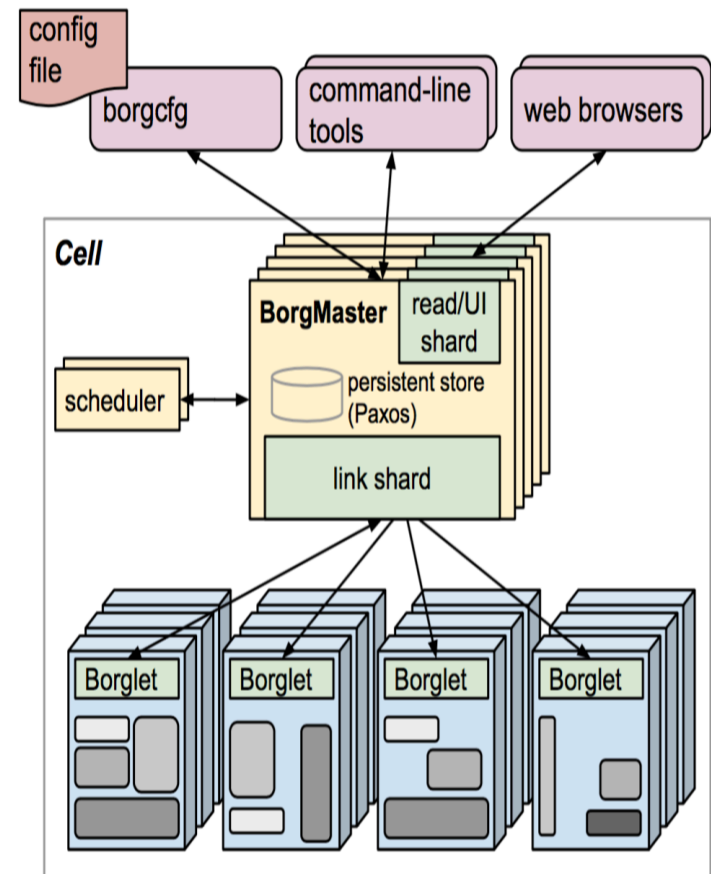 config
file
borgcfg
command-line
tools
web browsers
Cell
BorgMaster
read/UI
shard
persistent store
(Paxos)
scheduler
link shard
Borglet
Borglet
Borglet
Borglet